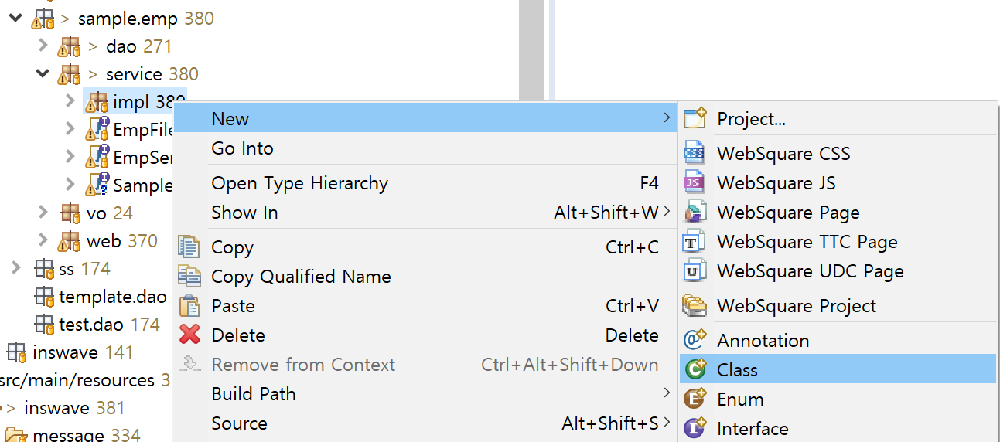 > sample.emp 380
> dao 271
> service 380
impl 380
EmpFile
EmpSer
Sample
vo 24
web 370
ss 174
template.dao
test.dao 174
inswave 141
src/main/resources 3
> inswave 381
message 334
New
Go Into
Open Type Hierarchy F4
Show In Alt+Shift+W
Copy Ctrl+C
Copy Qualified Name
Paste Ctrl+V
Delete Delete
Remove from Context Ctrl+Alt+Shift+Down
Build Path
Source Alt+Shift+S
Project...
WebSquare CSS
WebSquare JS
WebSquare Page
WebSquare TTC Page
WebSquare UDC Page
WebSquare Project
Annotation
Class
Enum
Interface